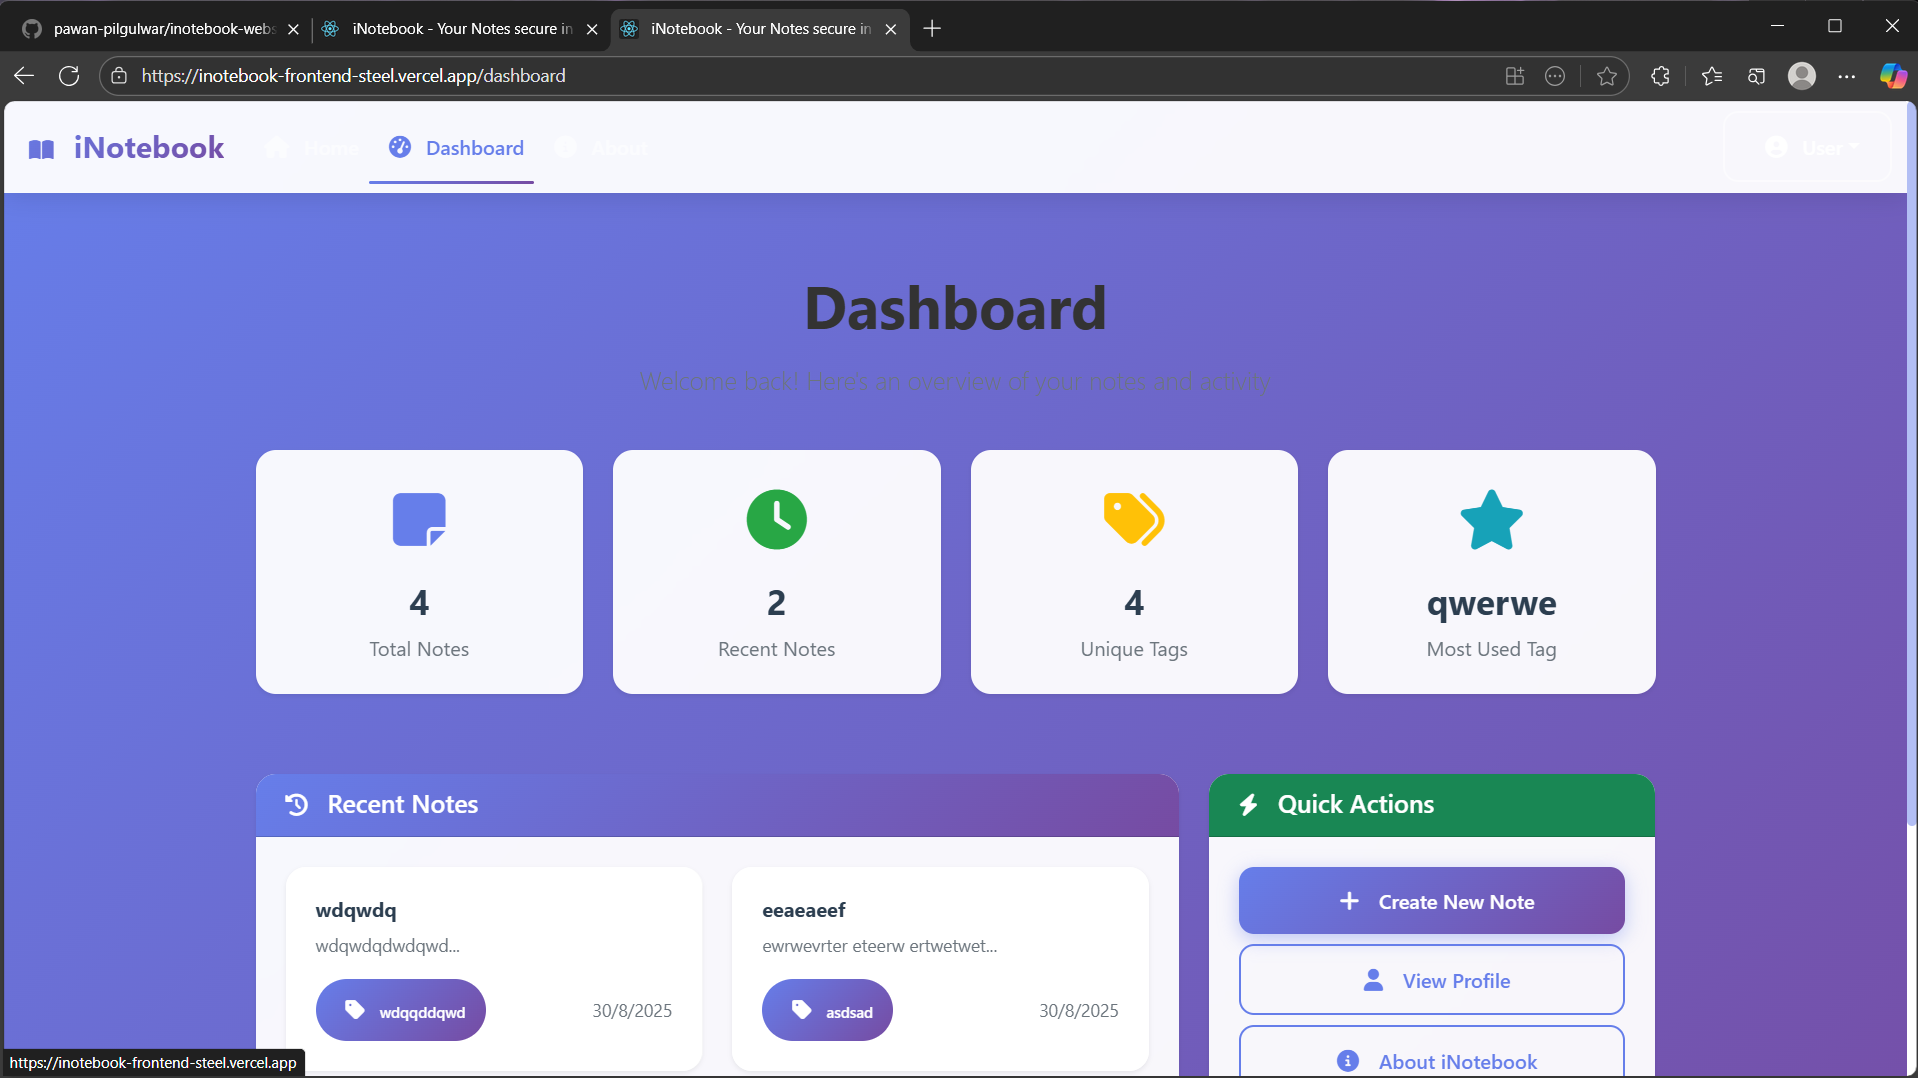 pawan-pilgulwar/inotebook-webs
iNotebook - Your Notes secure in
iNotebook - Your Notes secure in
https://inotebook-frontend-steel.vercel.app/dashboard
iNotebook
Home
Dashboard
About
User
Dashboard
Welcome back! Here's an overview of your notes and activity.
4
Total Notes
2
Recent Notes
4
Unique Tags
qwerwe
Most Used Tag
Recent Notes
Quick Actions
wdqwdq
wdqwdqdwdqwd...
wdqqddqwd
30/8/2025
eeaeaeef
ewrwevrter eteerw ertwetwet...
asdsad
30/8/2025
Create New Note
View Profile
About iNotebook
https://inotebook-frontend-steel.vercel.app